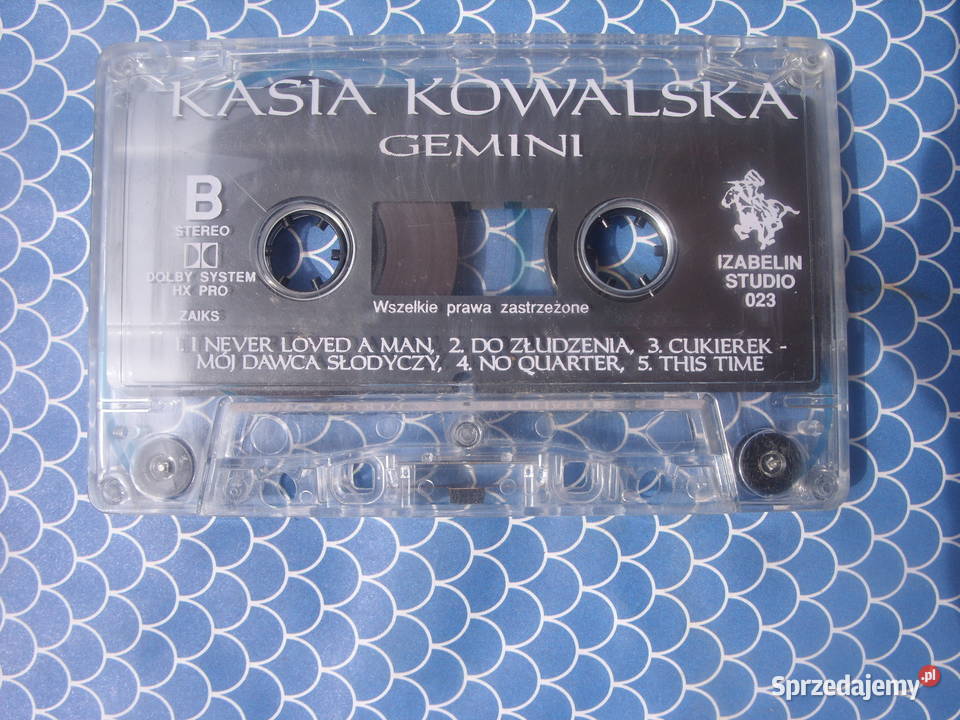 KASIA KOWALSKA
GEMINI
B
STEREO
DOLBY SYSTEM
HX PRO
ZAIKS
Wszelkie prawa zastrzeżone
IZABELIN
STUDIO
023
1. I NEVER LOVED A MAN, 2. DO ZŁUDZENIA, 3. CUKIEREK -
MÓJ DAWCA SŁODYCZY, 4. NO QUARTER, 5. THIS TIME
Sprzedajemy.pl